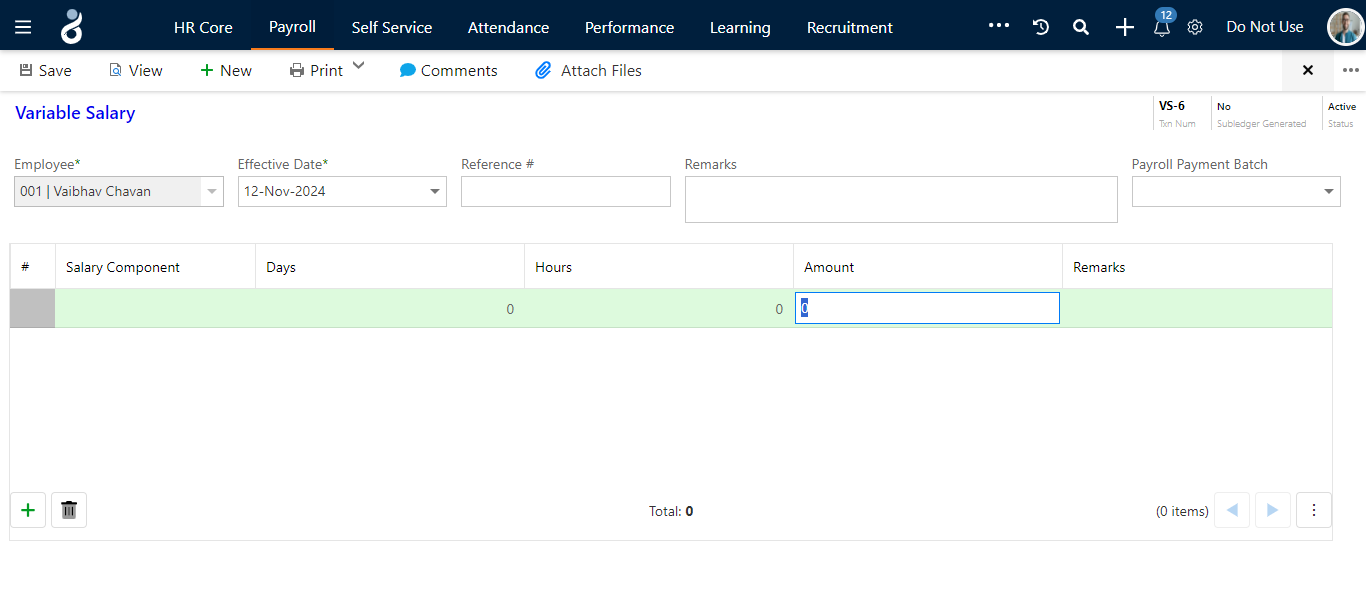 HR Core Payroll Self Service Attendance Performance Learning Recruitment 12 Do Not Use
Save View New Print Comments Attach Files
Variable Salary
VS-6 No Active
Txn Num Subledger Generated Status
Employee* Effective Date* Reference # Remarks Payroll Payment Batch
001 | Vaibhav Chavan 12-Nov-2024
# Salary Component Days Hours Amount Remarks
0 0 0
Total: 0 (0 items)